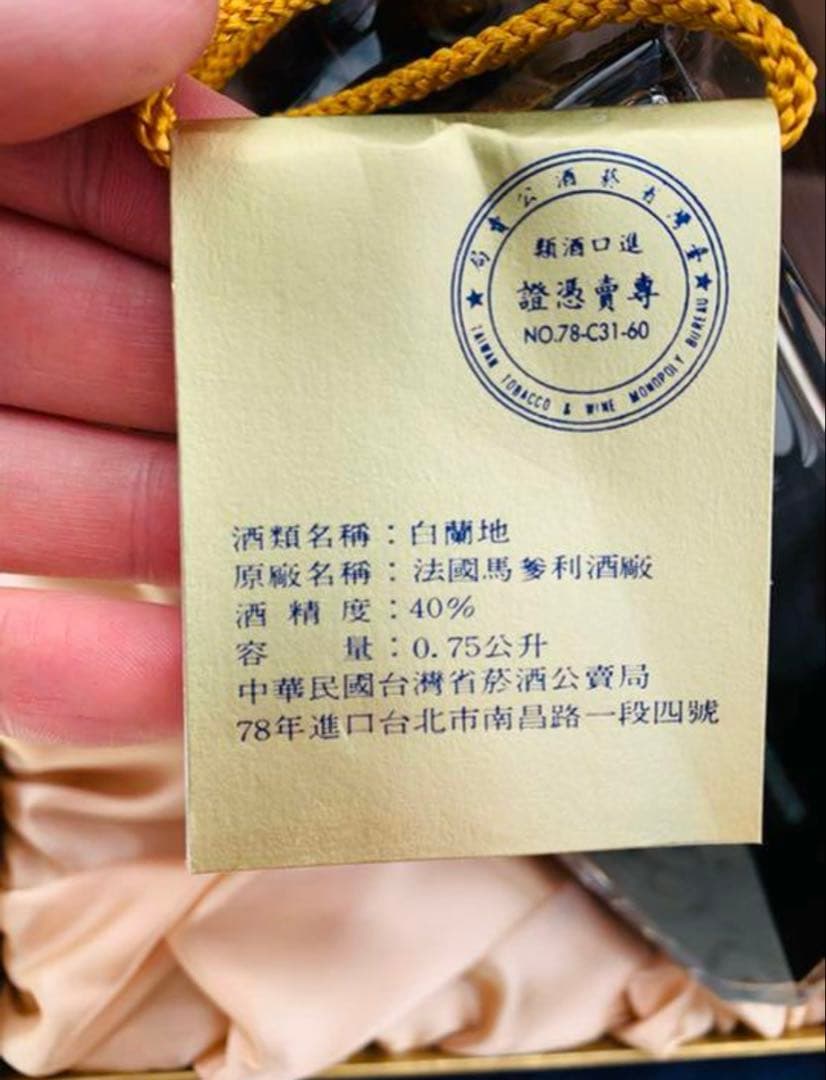 臺灣省菸酒公賣局
進口酒類
專賣憑證
NO.78-C31-60
TAIWAN TOBACCO & WINE MONOPOLY BUREAU
酒類名稱：白蘭地
原廠名稱：法國馬爹利酒廠
酒精度：40%
容量：0.75公升
中華民國台灣省菸酒公賣局
78年進口台北市南昌路一段四號